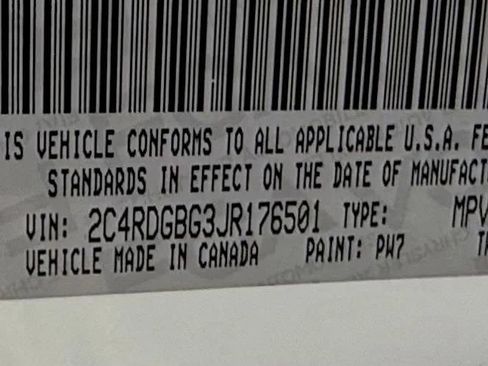 IS VEHICLE CONFORMS TO ALL APPLICABLE U.S.A. FE
STANDARDS IN EFFECT ON THE DATE OF MANUFACT
VIN: 2C4RDGBG3JR176501 TYPE: MPV
VEHICLE MADE IN CANADA PAINT: PW7